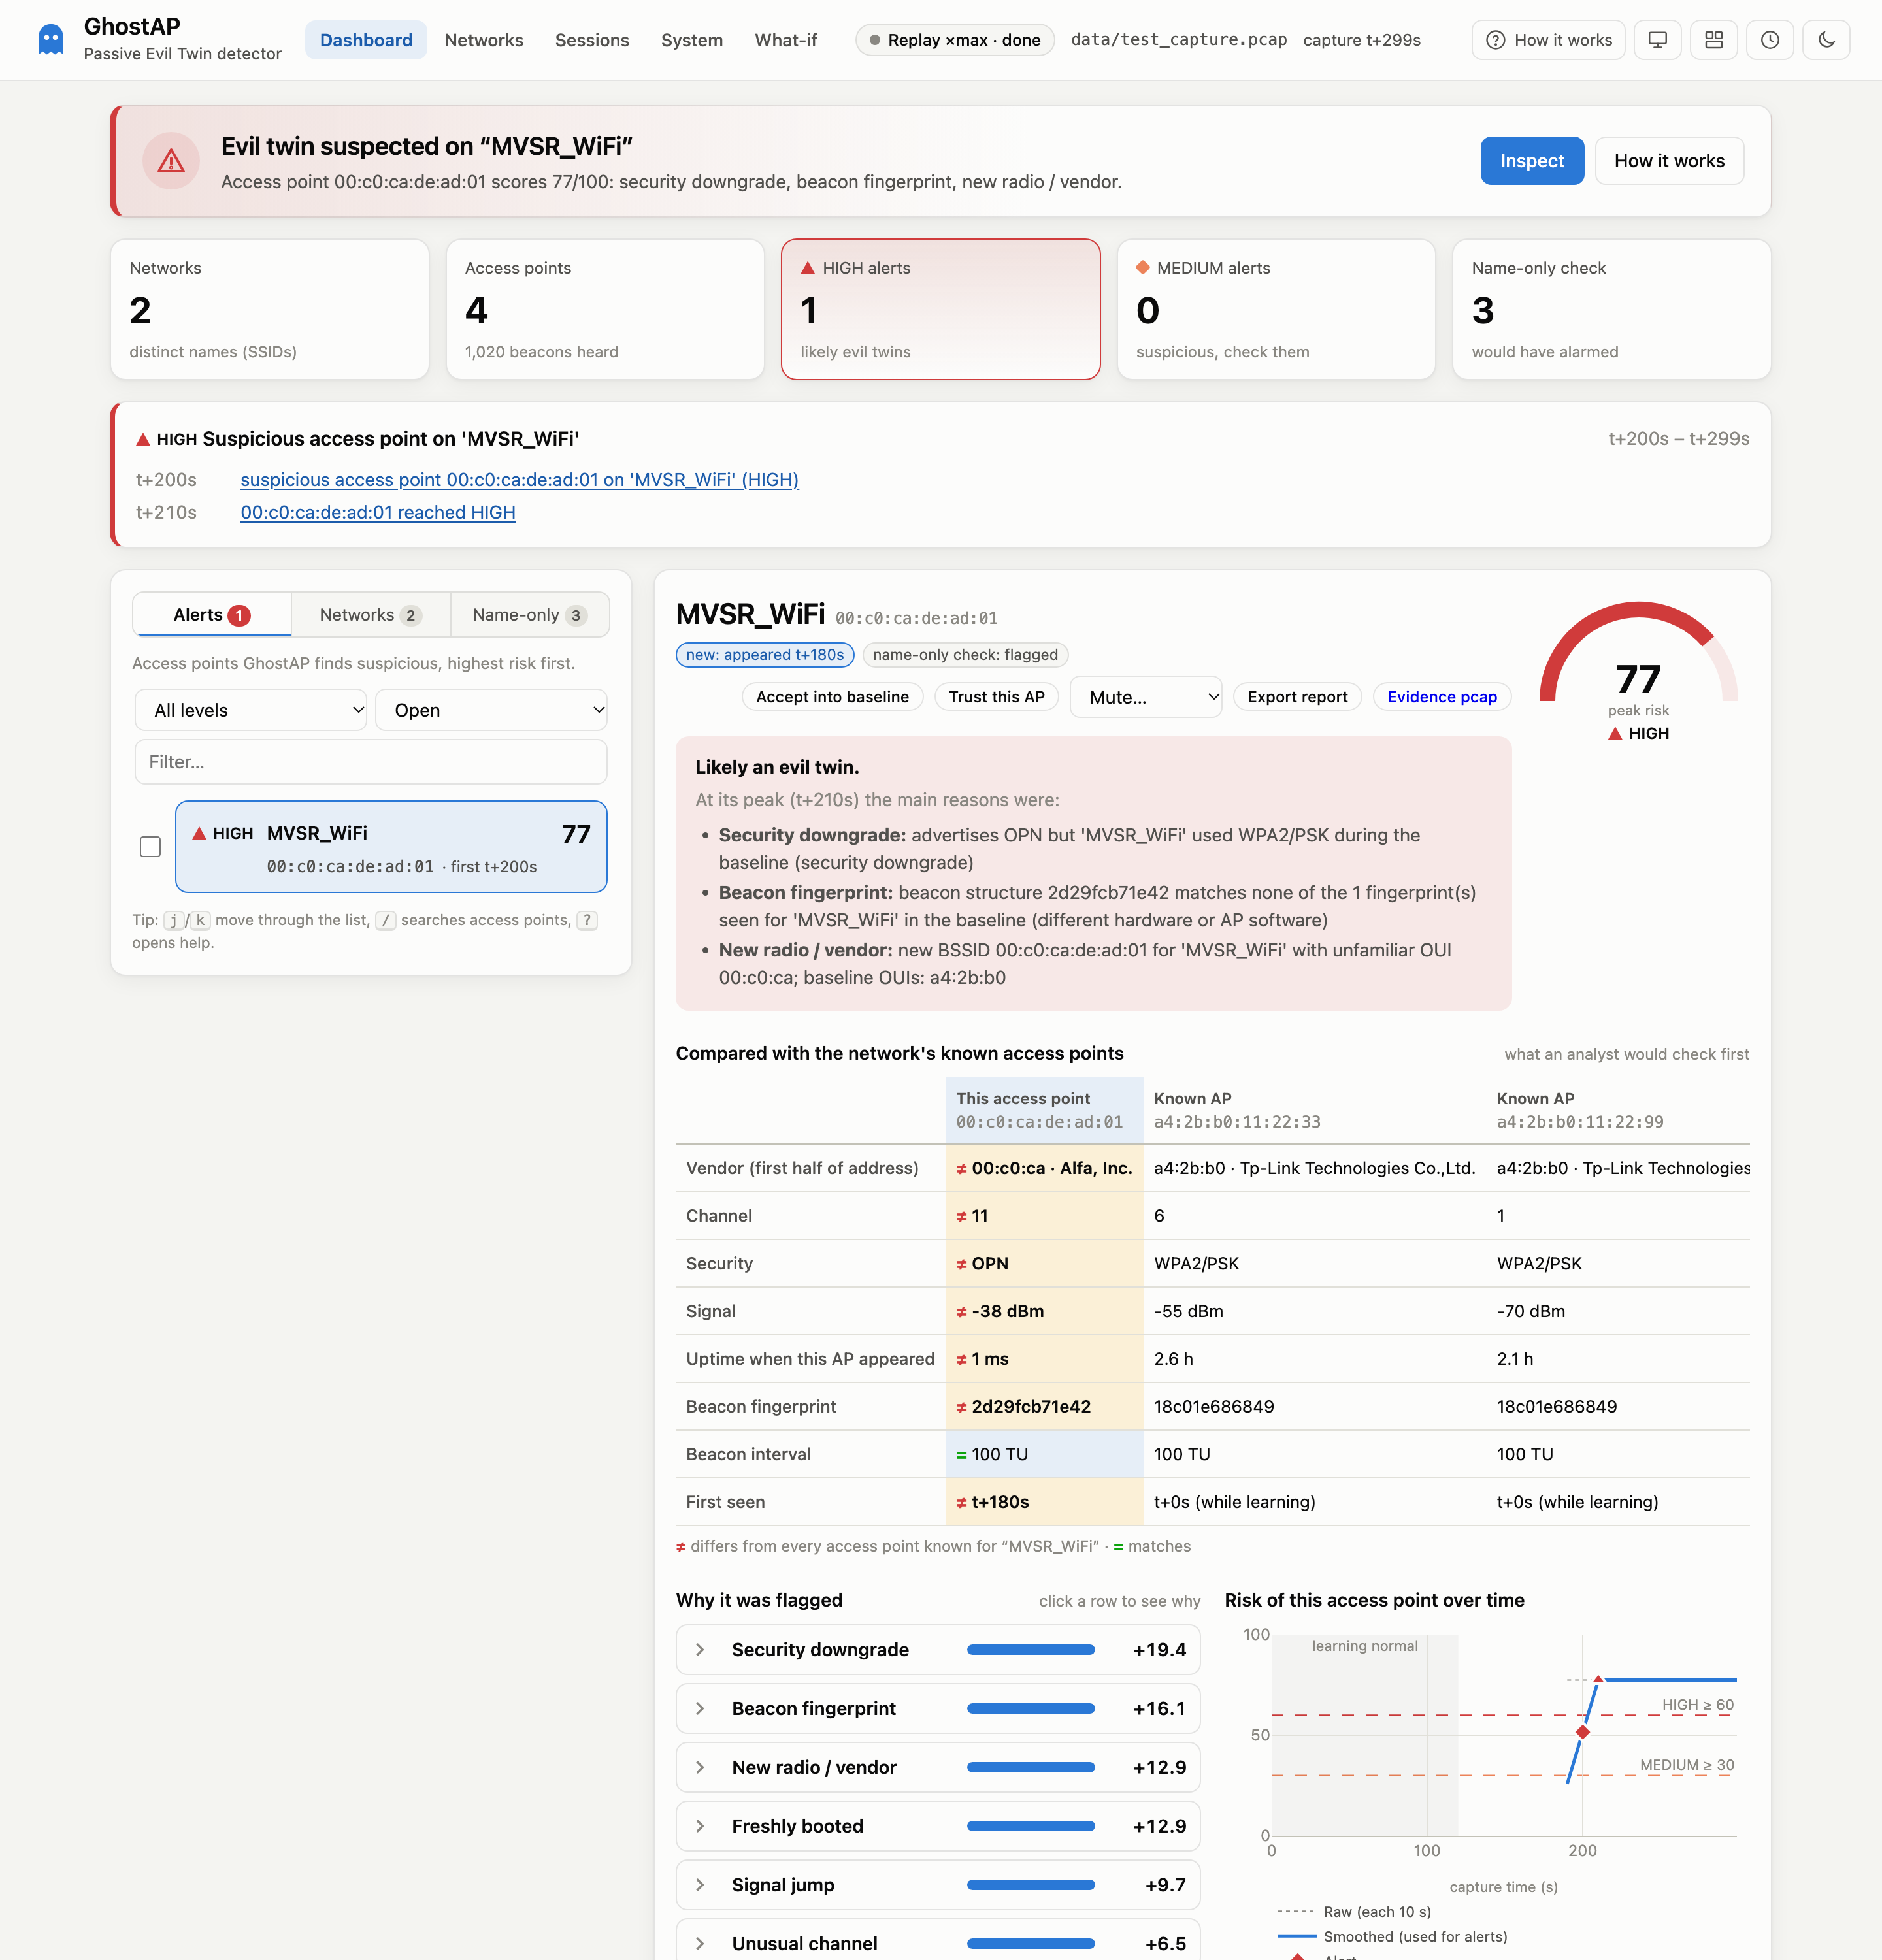 GhostAP
Passive Evil Twin detector
Dashboard
Networks
Sessions
System
What-if
Replay ×max · done
data/test_capture.pcap
capture t+299s
How it works
Evil twin suspected on “MVSR_WiFi”
Access point 00:c0:ca:de:ad:01 scores 77/100: security downgrade, beacon fingerprint, new radio / vendor.
Inspect
How it works
Networks
2
distinct names (SSIDs)
Access points
4
1,020 beacons heard
HIGH alerts
1
likely evil twins
MEDIUM alerts
0
suspicious, check them
Name-only check
3
would have alarmed
HIGH Suspicious access point on 'MVSR_WiFi'
t+200s – t+299s
t+200s suspicious access point 00:c0:ca:de:ad:01 on 'MVSR_WiFi' (HIGH)
t+210s 00:c0:ca:de:ad:01 reached HIGH
Alerts 1
Networks 2
Name-only 3
Access points GhostAP finds suspicious, highest risk first.
All levels
Open
Filter...
HIGH MVSR_WiFi 77
00:c0:ca:de:ad:01 · first t+200s
Tip: j/k move through the list, / searches access points, ?
opens help.
MVSR_WiFi 00:c0:ca:de:ad:01
new: appeared t+180s
name-only check: flagged
Accept into baseline
Trust this AP
Mute...
Export report
Evidence pcap
77
peak risk
HIGH
Likely an evil twin.
At its peak (t+210s) the main reasons were:
• Security downgrade: advertises OPN but 'MVSR_WiFi' used WPA2/PSK during the
baseline (security downgrade)
• Beacon fingerprint: beacon structure 2d29fcb71e42 matches none of the 1 fingerprint(s)
seen for 'MVSR_WiFi' in the baseline (different hardware or AP software)
• New radio / vendor: new BSSID 00:c0:ca:de:ad:01 for 'MVSR_WiFi' with unfamiliar OUI
00:c0:ca; baseline OUIs: a4:2b:b0
Compared with the network's known access points
what an analyst would check first
This access point Known AP Known AP
00:c0:ca:de:ad:01 a4:2b:b0:11:22:33 a4:2b:b0:11:22:99
Vendor (first half of address) ≠ 00:c0:ca · Alfa, Inc. a4:2b:b0 · Tp-Link Technologies Co.,Ltd. a4:2b:b0 · Tp-Link Technologies
Channel ≠ 11 6 1
Security ≠ OPN WPA2/PSK WPA2/PSK
Signal ≠ -38 dBm -55 dBm -70 dBm
Uptime when this AP appeared ≠ 1 ms 2.6 h 2.1 h
Beacon fingerprint ≠ 2d29fcb71e42 18c01e686849 18c01e686849
Beacon interval = 100 TU 100 TU 100 TU
First seen ≠ t+180s t+0s (while learning) t+0s (while learning)
≠ differs from every access point known for “MVSR_WiFi” · = matches
Why it was flagged
click a row to see why
Security downgrade +19.4
Beacon fingerprint +16.1
New radio / vendor +12.9
Freshly booted +12.9
Signal jump +9.7
Unusual channel +6.5
Risk of this access point over time
100
learning normal
HIGH ≥ 60
50
MEDIUM ≥ 30
0
0 100 200
capture time (s)
Raw (each 10 s)
Smoothed (used for alerts)
Alert